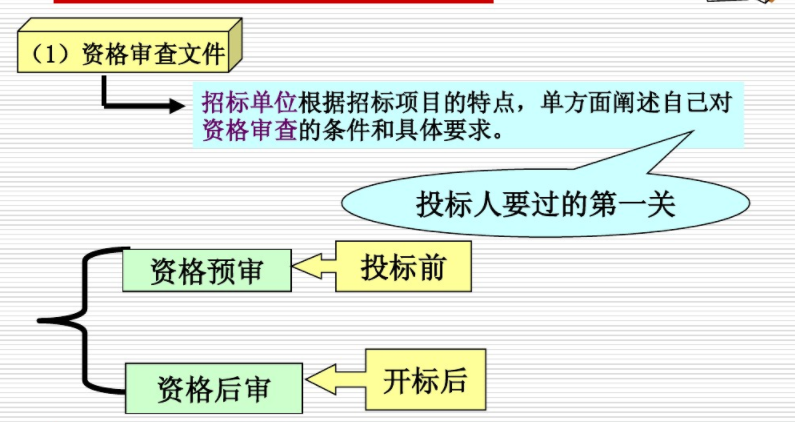 （1）资格审查文件
招标单位根据招标项目的特点，单方面阐述自己对
资格审查的条件和具体要求。
投标人要过的第一关
资格预审
投标前
资格后审
开标后